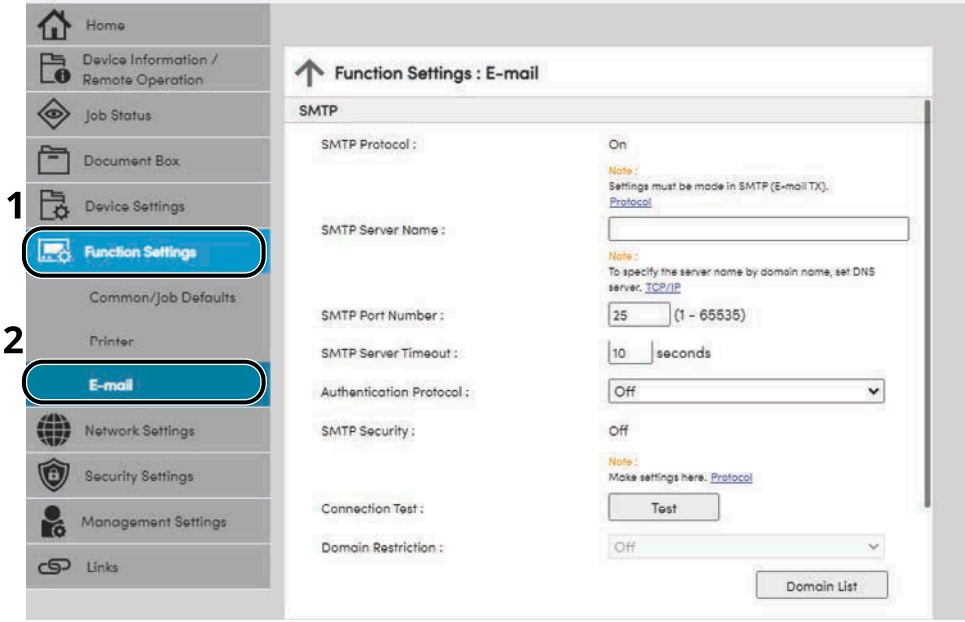 Home
Device Information /
Remote Operation
Job Status
Document Box
1
Device Settings
Function Settings
Common/Job Defaults
2
Printer
E-mail
Network Settings
Security Settings
Management Settings
Links
Function Settings : E-mail
SMTP
SMTP Protocol : On
Note :
Settings must be made in SMTP (E-mail TX).
Protocol
SMTP Server Name :
Note :
To specify the server name by domain name, set DNS
server. TCP/IP
SMTP Port Number : 25 (1 - 65535)
SMTP Server Timeout : 10 seconds
Authentication Protocol : Off
SMTP Security : Off
Note :
Make settings here. Protocol
Connection Test : Test
Domain Restriction : Off
Domain List